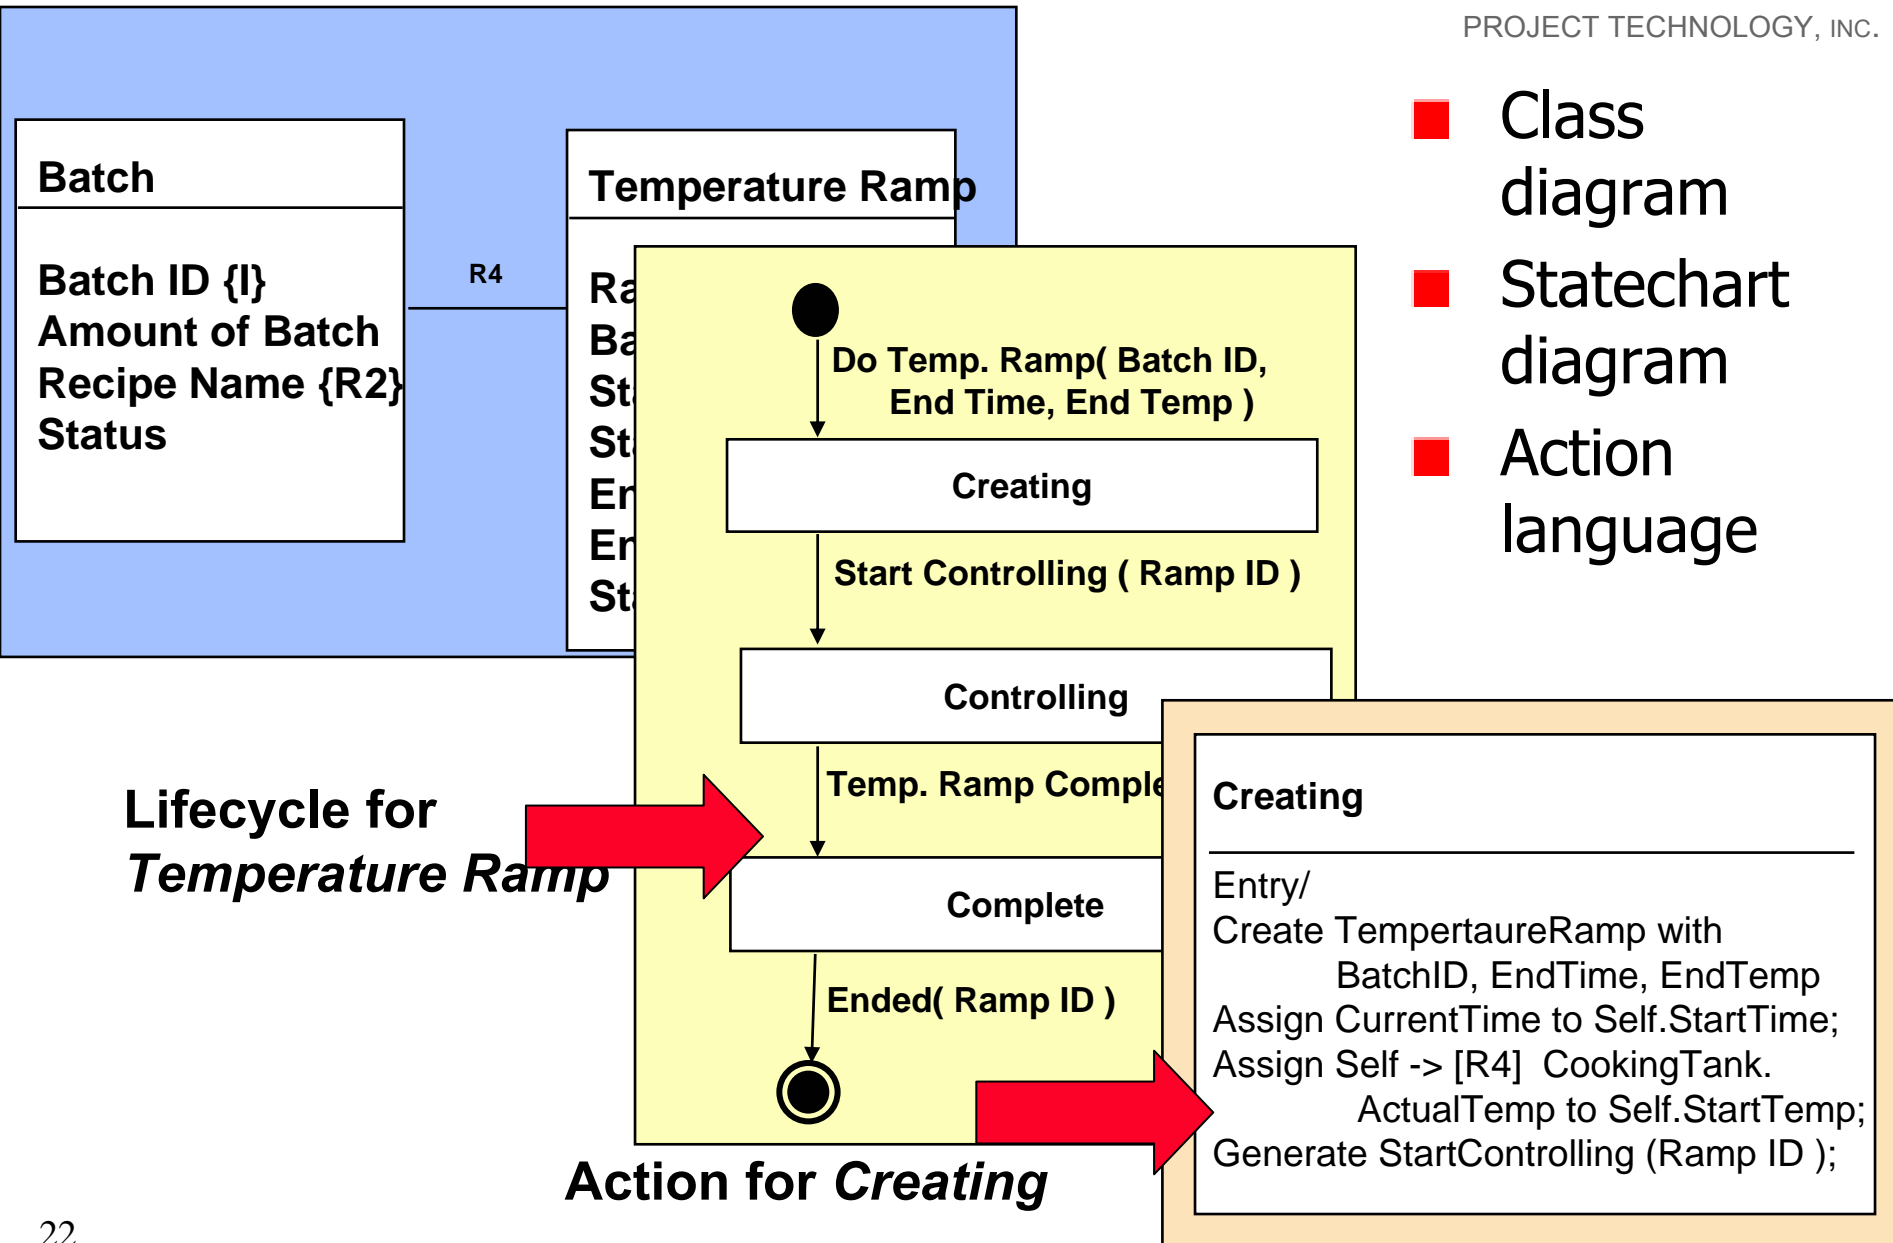 PROJECT TECHNOLOGY, INC.
Class
diagram
Statechart
diagram
Action
language
Batch
Batch ID {I}
Amount of Batch
Recipe Name {R2}
Status
R4
Temperature Ramp
Do Temp. Ramp( Batch ID,
End Time, End Temp )
Creating
Start Controlling ( Ramp ID )
Controlling
Temp. Ramp
Complete
Ended( Ramp ID )
Lifecycle for
Temperature Ramp
Creating
Entry/
Create TempertaureRamp with
BatchID, EndTime, EndTemp
Assign CurrentTime to Self.StartTime;
Assign Self -> [R4] CookingTank.
ActualTemp to Self.StartTemp;
Generate StartControlling (Ramp ID );
Action for Creating
22